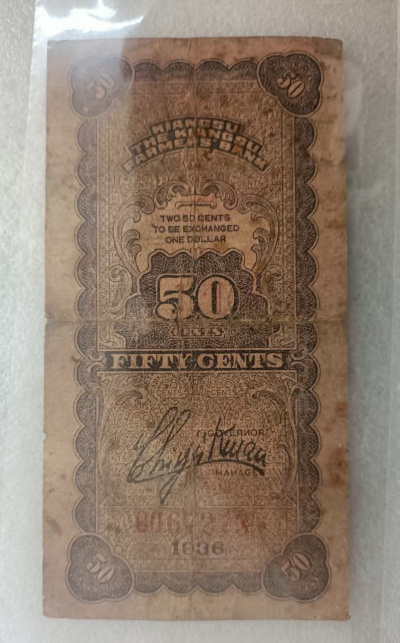 50 50
KIANGSU
THE KIANGSU
FARMERS BANK
TWO 50 CENTS
TO BE EXCHANGED
ONE DOLLAR
50
CENTS
FIFTY CENTS
GOVERNOR
MANAGER
1936
50 50